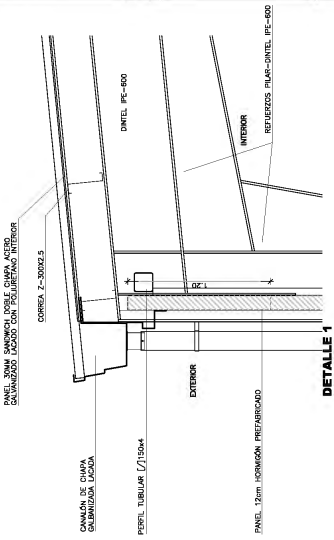 PANEL 30MM SANDWICH DOBLE CHAPA ACERO
GALVANIZADO LACADO CON POLIURETANO INTERIOR
CORREA Z-300X2.5
CANALÓN DE CHAPA
GALBANIZADA LACADA
DINTEL IPE-600
PERFIL TUBULAR [/]150x4
1.20
EXTERIOR
INTERIOR
REFUERZOS PILAR-DINTEL IPE-600
PANEL 12cm HORMIGÓN PREFABRICADO
DETALLE 1